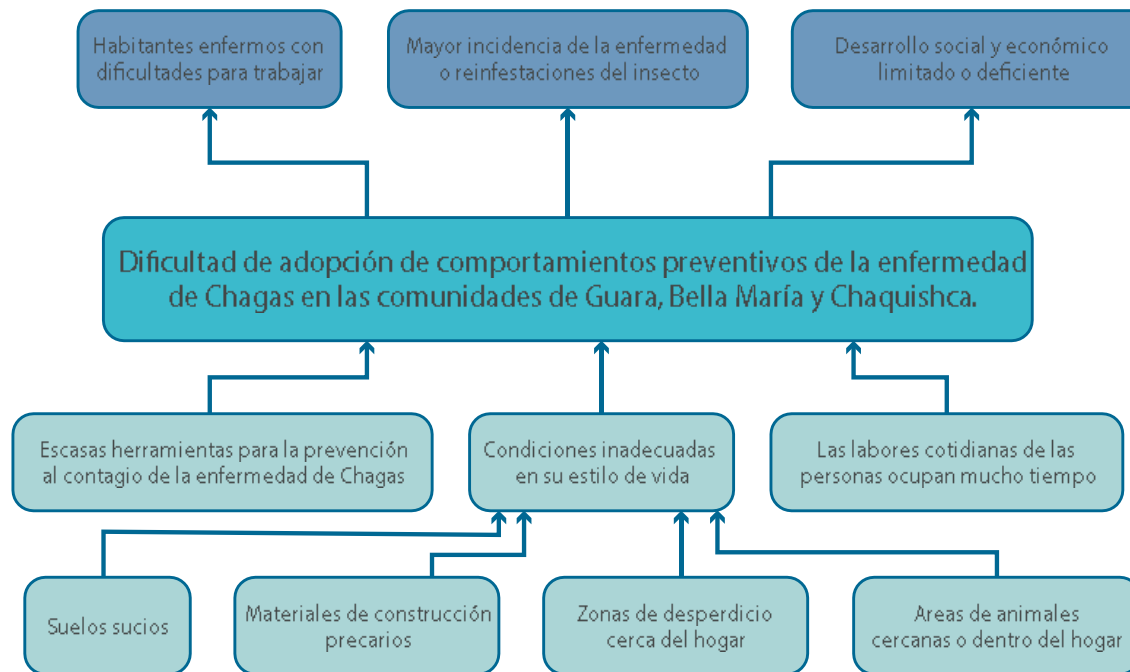 Habitantes enfermos con
dificultades para trabajar
Mayor incidencia de la enfermedad
o reinfestaciones del insecto
Desarrollo social y económico
limitado o deficiente
Dificultad de adopción de comportamientos preventivos de la enfermedad
de Chagas en las comunidades de Guara, Bella María y Chaquishca.
Escasas herramientas para la prevención
al contagio de la enfermedad de Chagas
Condiciones inadecuadas
en su estilo de vida
Las labores cotidianas de las
personas ocupan mucho tiempo
Suelos sucios
Materiales de construcción
precarios
Zonas de desperdicio
cerca del hogar
Areas de animales
cercanas o dentro del hogar